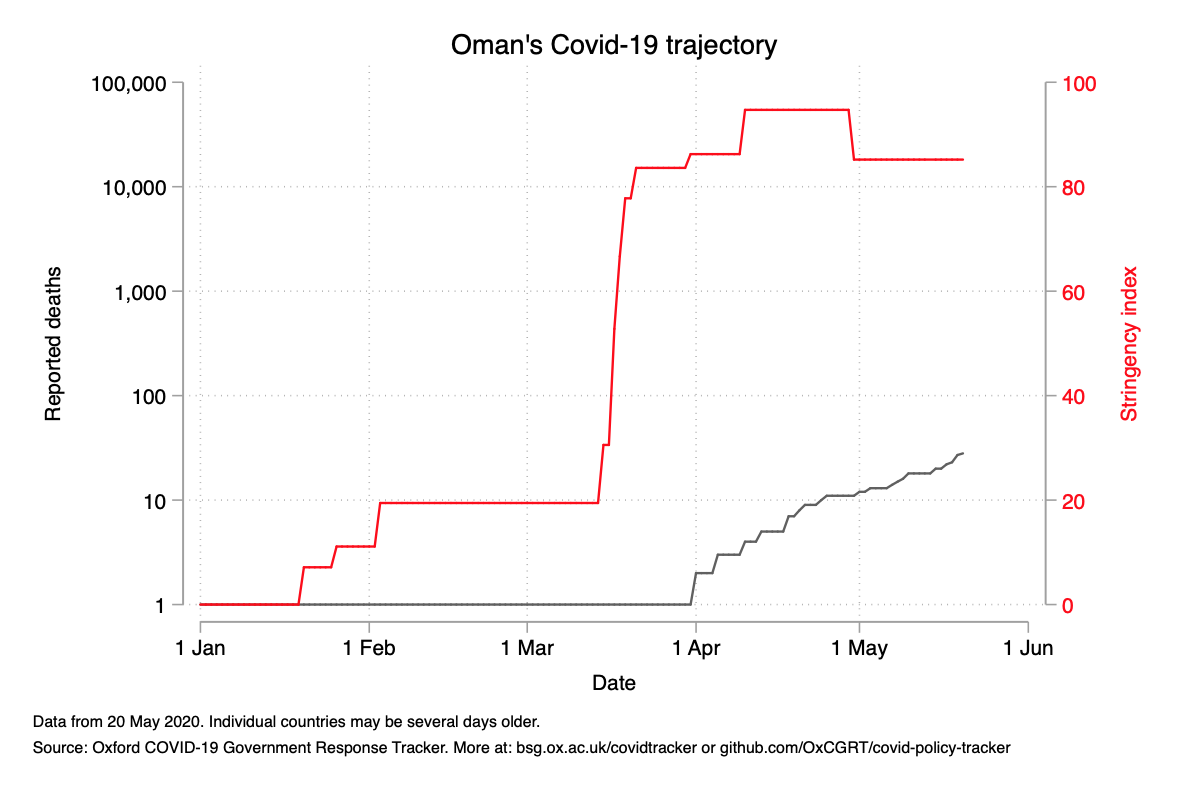 Oman's Covid-19 trajectory
100,000
10,000
1,000
100
10
1
Reported deaths
100
80
60
40
20
0
Stringency index
1 Jan
1 Feb
1 Mar
1 Apr
1 May
1 Jun
Date
Data from 20 May 2020. Individual countries may be several days older.
Source: Oxford COVID-19 Government Response Tracker. More at: bsg.ox.ac.uk/covidtracker or github.com/OxCGRT/covid-policy-tracker